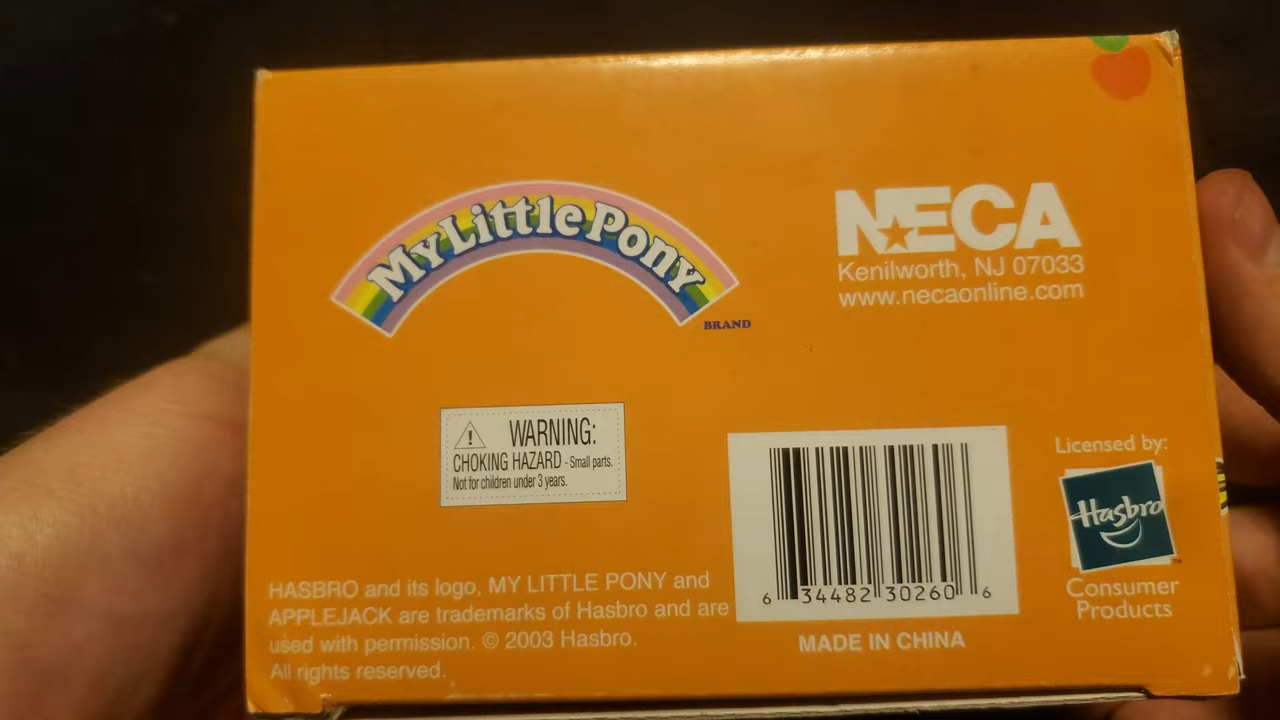 My Little Pony
BRAND
NECA
Kenilworth, NJ 07033
www.necaonline.com
WARNING:
CHOKING HAZARD - Small parts.
Not for children under 3 years.
HASBRO and its logo, MY LITTLE PONY and
APPLEJACK are trademarks of Hasbro and are
used with permission. © 2003 Hasbro.
All rights reserved.
6 34482 30260 6
MADE IN CHINA
Licensed by:
Hasbro
™
Consumer
Products